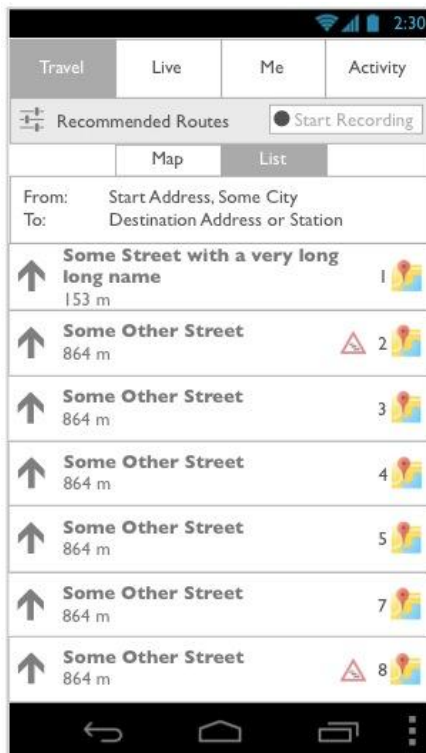 2:30
Travel Live Me Activity
Recommended Routes Start Recording
Map List
From: Start Address, Some City
To: Destination Address or Station
Some Street with a very long
long name 1
153 m
Some Other Street
864 m 2
Some Other Street
864 m 3
Some Other Street
864 m 4
Some Other Street
864 m 5
Some Other Street
864 m 7
Some Other Street
864 m 8